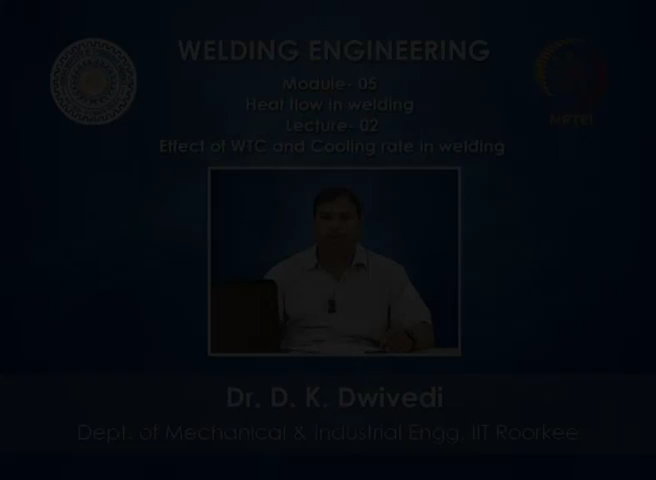 WELDING ENGINEERING
Module- 05
Heat flow in welding
Lecture- 02
Effect of WTC and Cooling rate in welding
NPTEL
Dr. D. K. Dwivedi
Dept. of Mechanical & Industrial Engg. IIT Roorkee